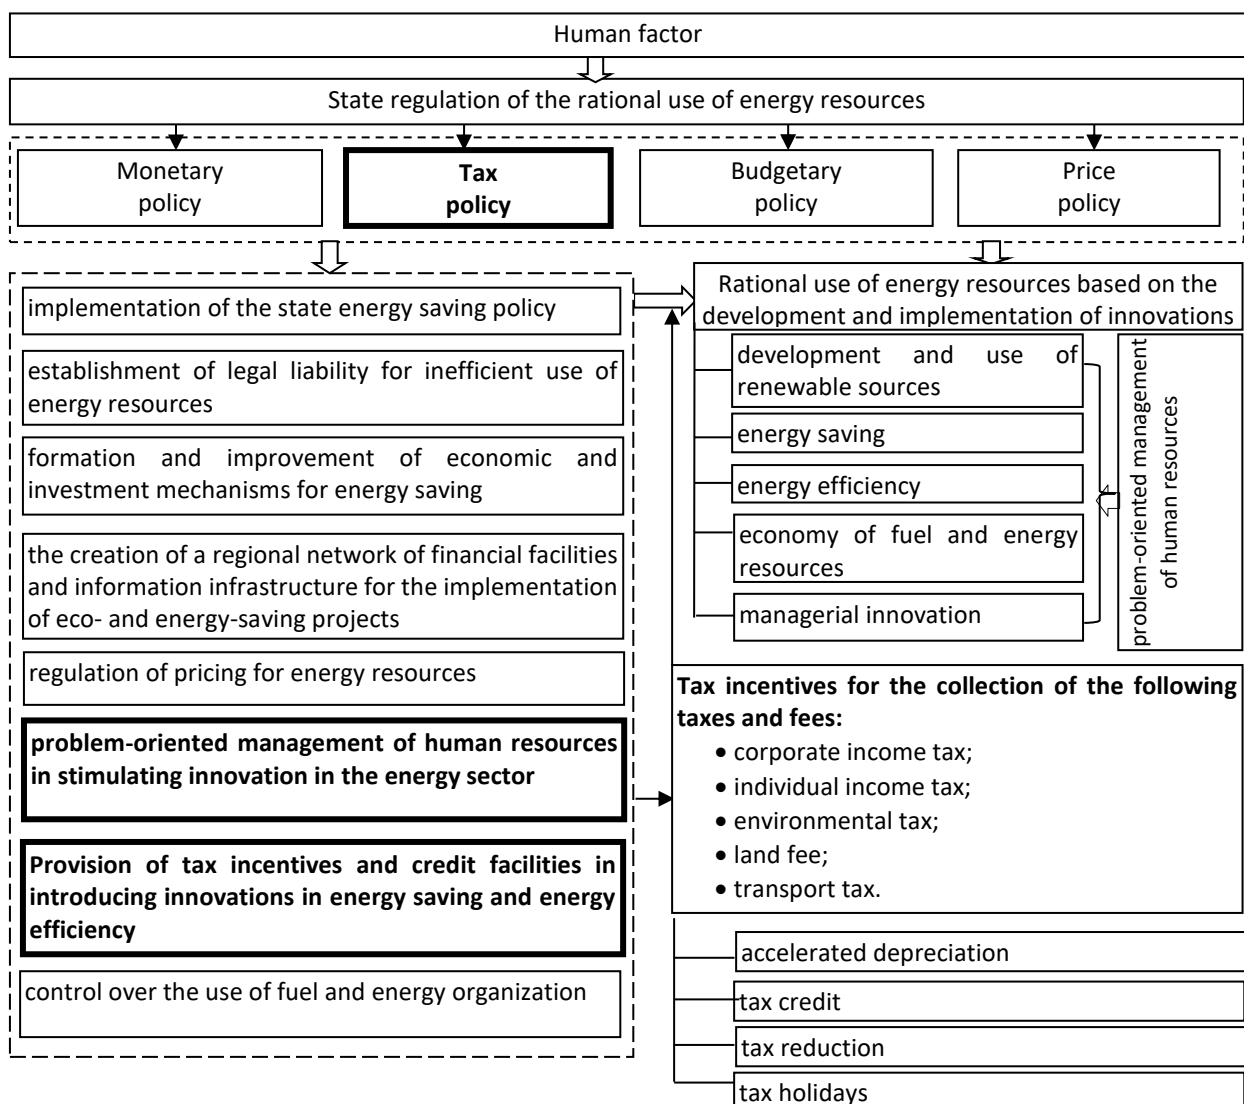 Human factor
State regulation of the rational use of energy resources
Monetary
policy
Tax
policy
Budgetary
policy
Price
policy
implementation of the state energy saving policy
establishment of legal liability for inefficient use of
energy resources
formation and improvement of economic and
investment mechanisms for energy saving
the creation of a regional network of financial facilities
and information infrastructure for the implementation
of eco- and energy-saving projects
regulation of pricing for energy resources
problem-oriented management of human resources
in stimulating innovation in the energy sector
Provision of tax incentives and credit facilities in
introducing innovations in energy saving and energy
efficiency
control over the use of fuel and energy organization
Rational use of energy resources based on the
development and implementation of innovations
development and use of
renewable sources
energy saving
energy efficiency
economy of fuel and energy
resources
managerial innovation
problem-oriented management
of human resources
Tax incentives for the collection of the following
taxes and fees:
• corporate income tax;
• individual income tax;
• environmental tax;
• land fee;
• transport tax.
accelerated depreciation
tax credit
tax reduction
tax holidays